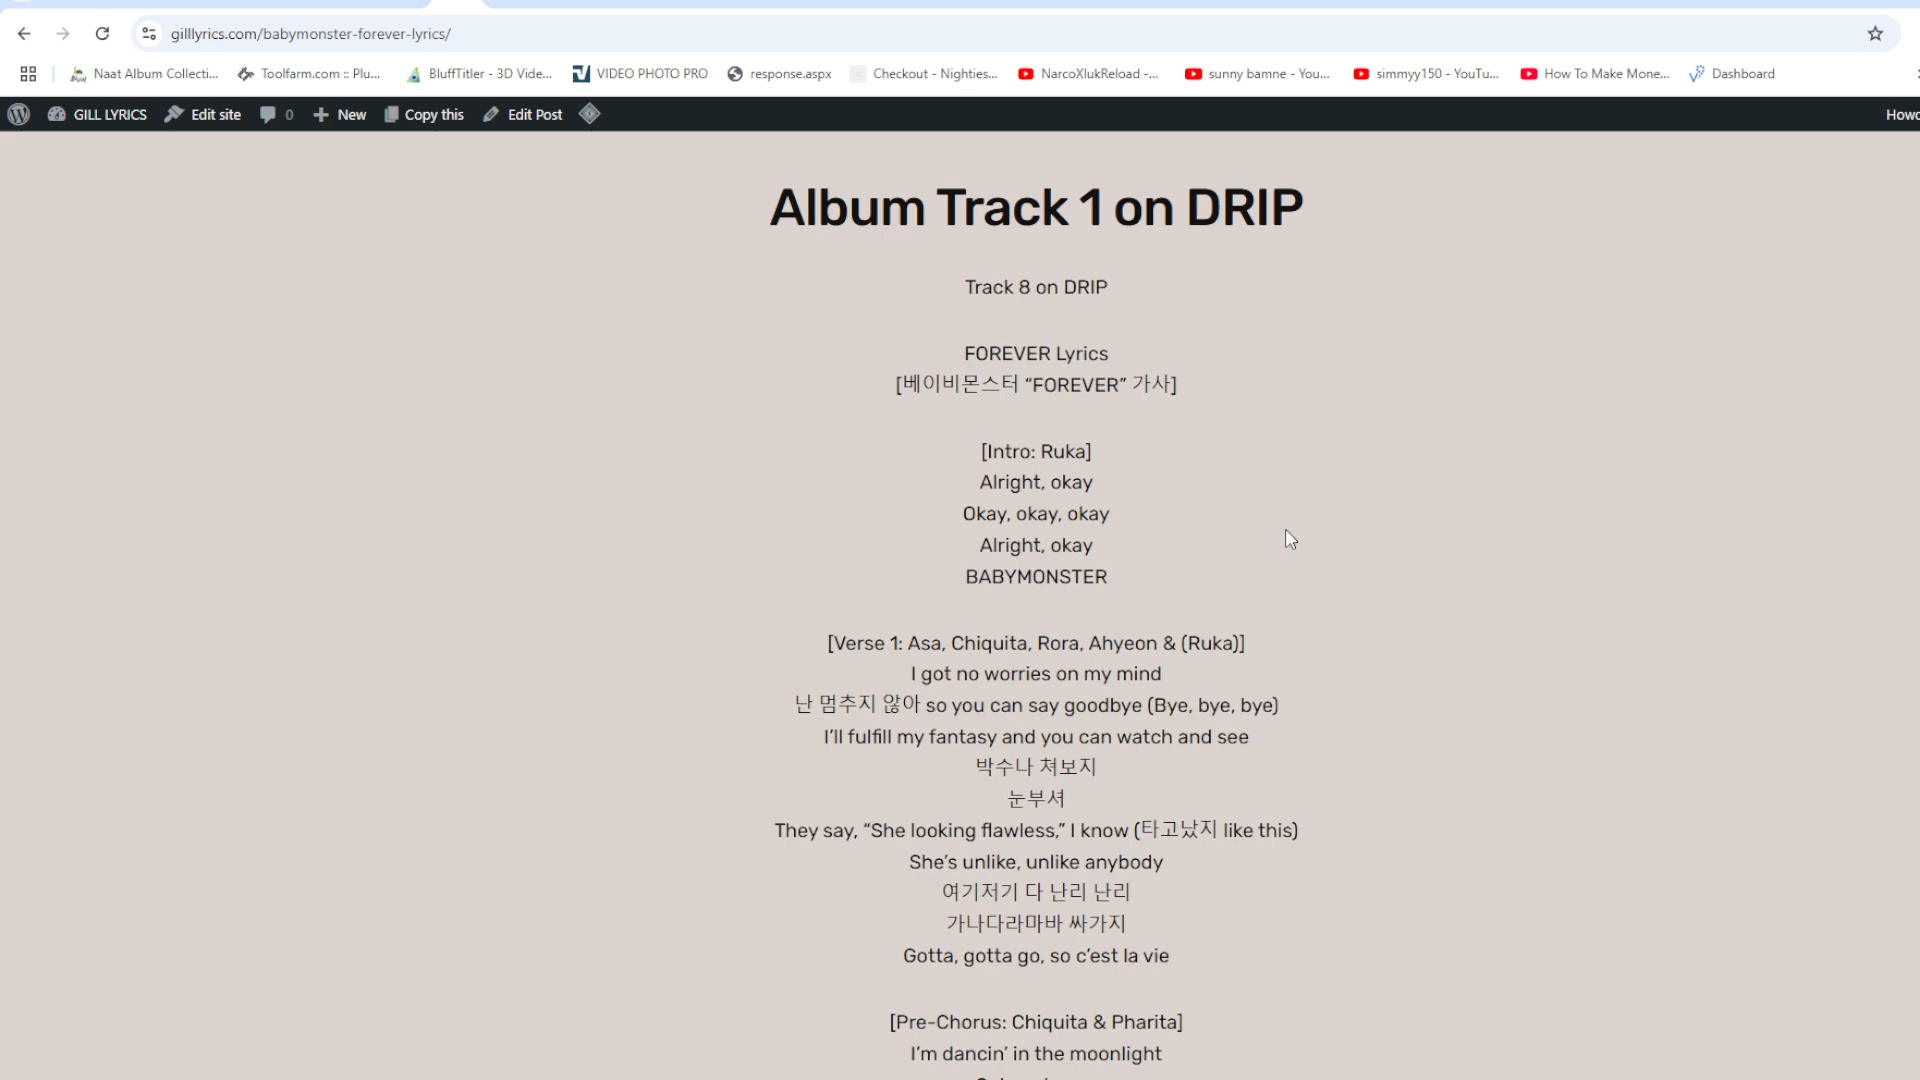 gilllyrics.com/babymonster-forever-lyrics/
Naat Album Collecti... Toolfarm.com :: Plu... BluffTitler - 3D Vide... VIDEO PHOTO PRO response.aspx Checkout - Nighties... NarcoXlukReload -... sunny bamne - You... simmyy150 - YouTu... How To Make Mone... Dashboard
GILL LYRICS Edit site 0 New Copy this Edit Post Howd
Album Track 1 on DRIP
Track 8 on DRIP
FOREVER Lyrics
[베이비몬스터 “FOREVER” 가사]
[Intro: Ruka]
Alright, okay
Okay, okay, okay
Alright, okay
BABYMONSTER
[Verse 1: Asa, Chiquita, Rora, Ahyeon & (Ruka)]
I got no worries on my mind
난 멈추지 않아 so you can say goodbye (Bye, bye, bye)
I’ll fulfill my fantasy and you can watch and see
박수나 쳐보지
눈부셔
They say, “She looking flawless,” I know (타고났지 like this)
She’s unlike, unlike anybody
여기저기 다 난리 난리
가나다라마바 싸가지
Gotta, gotta go, so c’est la vie
[Pre-Chorus: Chiquita & Pharita]
I’m dancin’ in the moonlight